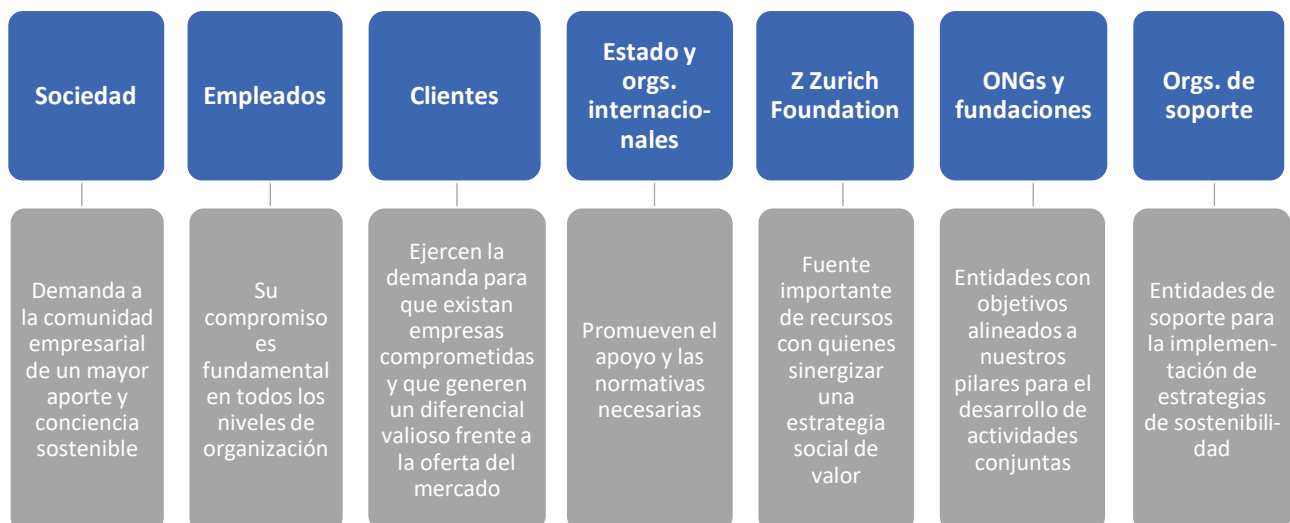 Sociedad
Empleados
Clientes
Estado y
orgs.
internacio-
nales
Z Zurich
Foundation
ONGs y
fundaciones
Orgs. de
soporte
Demanda a
la comunidad
empresarial
de un mayor
aporte y
conciencia
sostenible
Su
compromiso
es
fundamental
en todos los
niveles de
organización
Ejercen la
demanda para
que existan
empresas
comprometidas
y que generen
un diferencial
valioso frente a
la oferta del
mercado
Promueven el
apoyo y las
normativas
necesarias
Fuente
importante
de recursos
con quienes
sinergizar
una
estrategia
social de
valor
Entidades con
objetivos
alineados a
nuestros
pilares para el
desarrollo de
actividades
conjuntas
Entidades de
soporte para
la implemen-
tación de
estrategias
de sostenibili-
dad